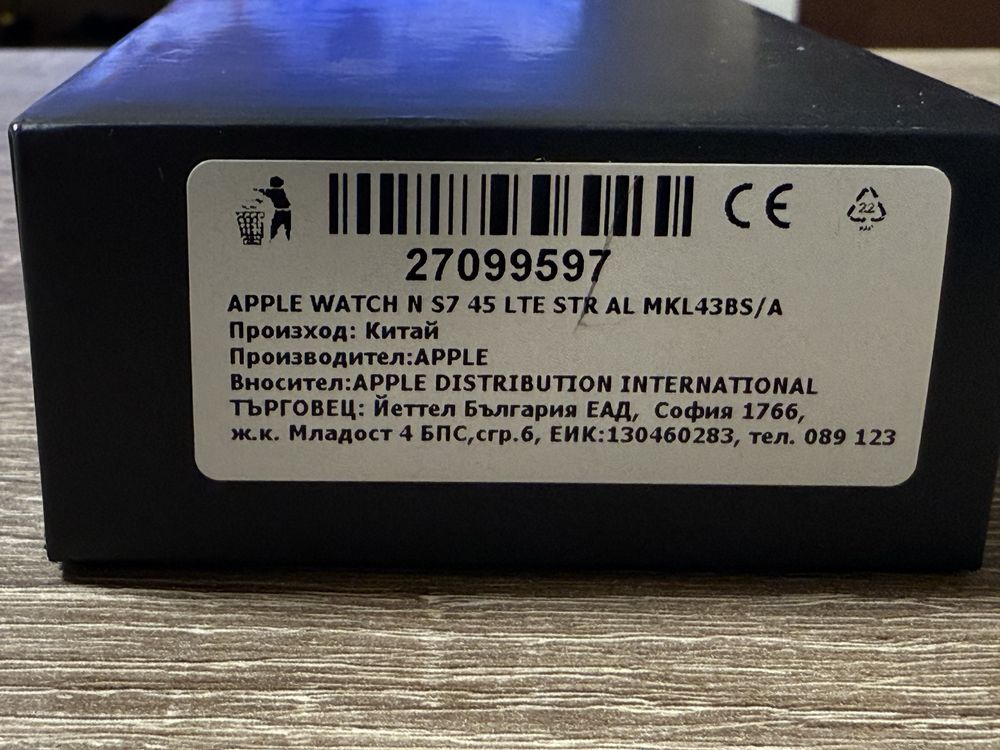 CE
22
27099597
APPLE WATCH N S7 45 LTE STR AL MKL43BS/A
Произход: Китай
Производител:APPLE
Вносител:APPLE DISTRIBUTION INTERNATIONAL
ТЪРГОВЕЦ: Йеттел България ЕАД, София 1766,
ж.к. Младост 4 БПС,сгр.6, ЕИК:130460283, тел. 089 123